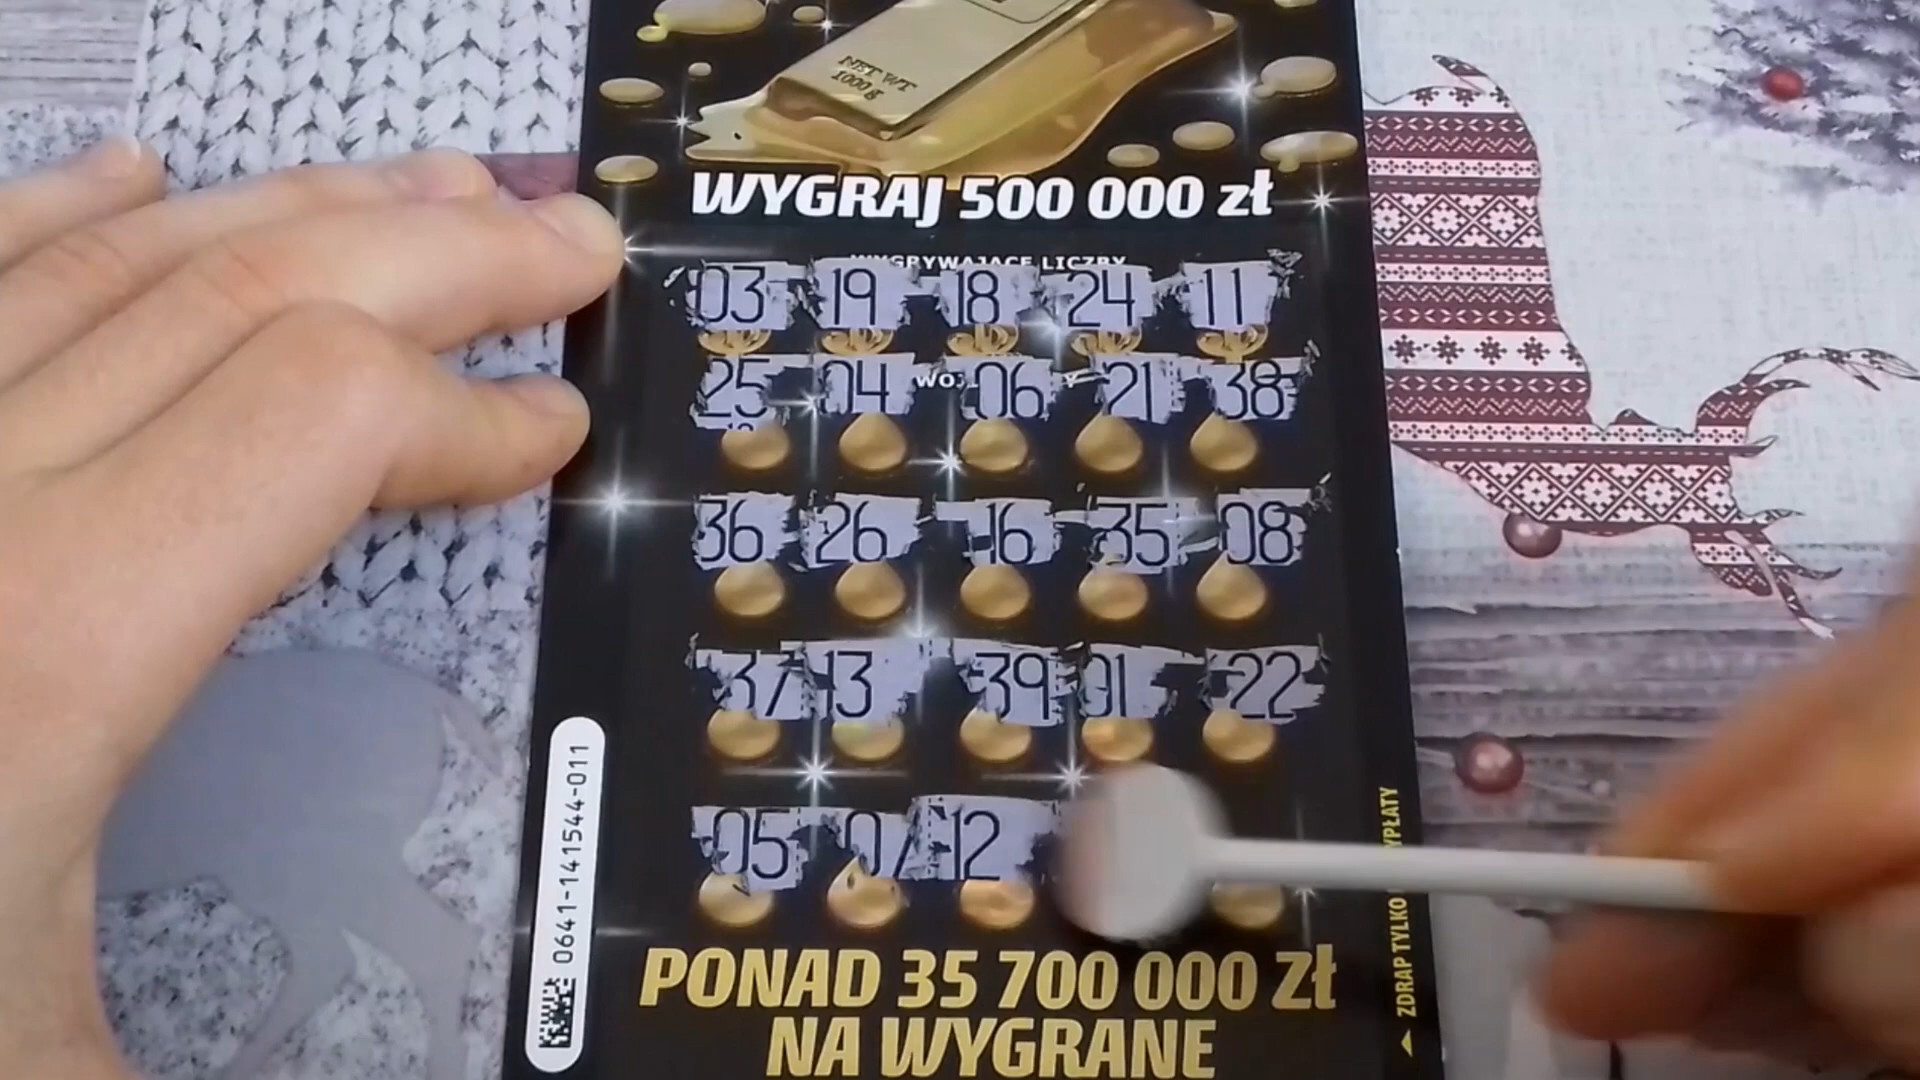 NET WT
1000 g
WYGRAJ 500 000 zł
WYGRYWAJĄCE LICZBY
03 19 18 24 11
25 04 06 21 38
36 26 16 35 08
37 13 39 01 22
05 07 12
PONAD 35 700 000 Zł
NA WYGRANE
0641-141544-011
ZDRAP TYLKO